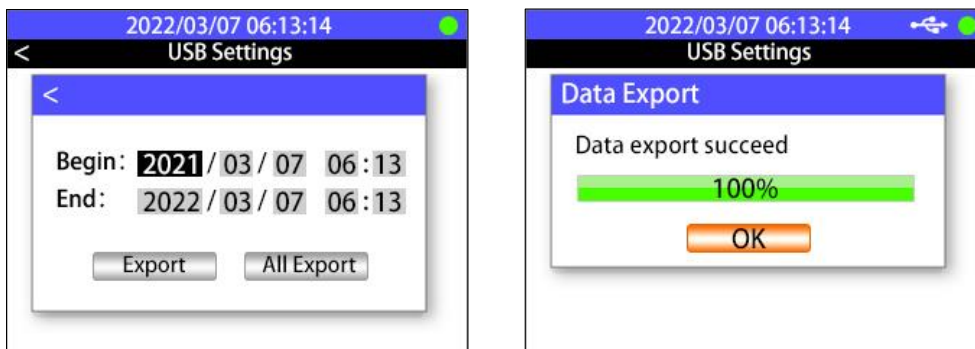 2022/03/07 06:13:14
< USB Settings
<
Begin: 2021 / 03 / 07 06 : 13
End: 2022 / 03 / 07 06 : 13
Export All Export
2022/03/07 06:13:14
USB Settings
Data Export
Data export succeed
100%
OK